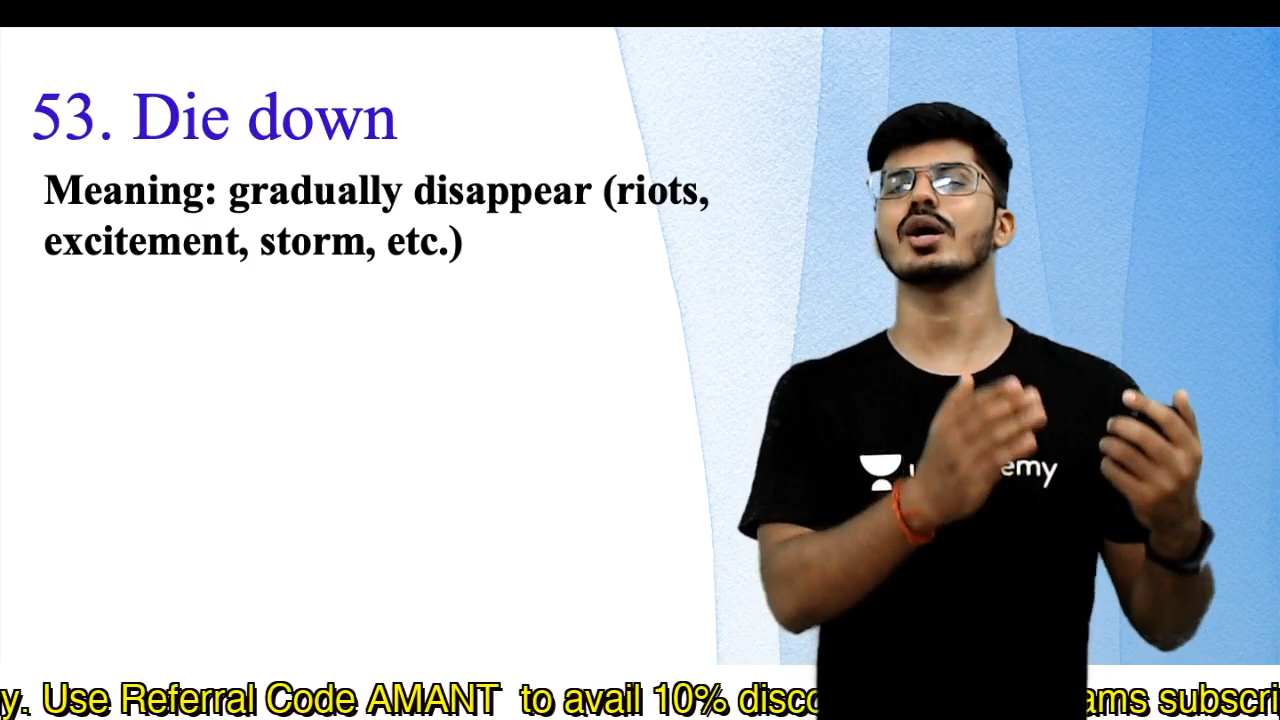 53. Die down
Meaning: gradually disappear (riots,
excitement, storm, etc.)
emy
y. Use Referral Code AMANT to avail 10% disco ams subscri